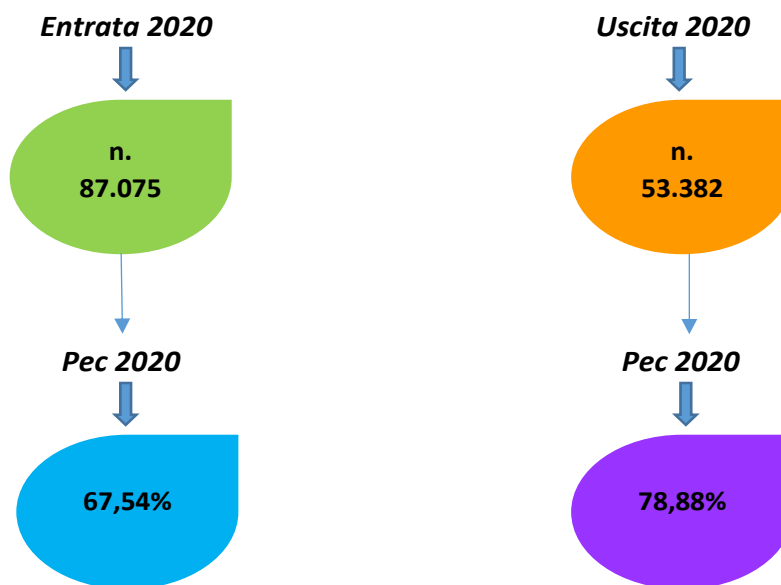 Entrata 2020
Uscita 2020
n.
87.075
n.
53.382
Pec 2020
Pec 2020
67,54%
78,88%